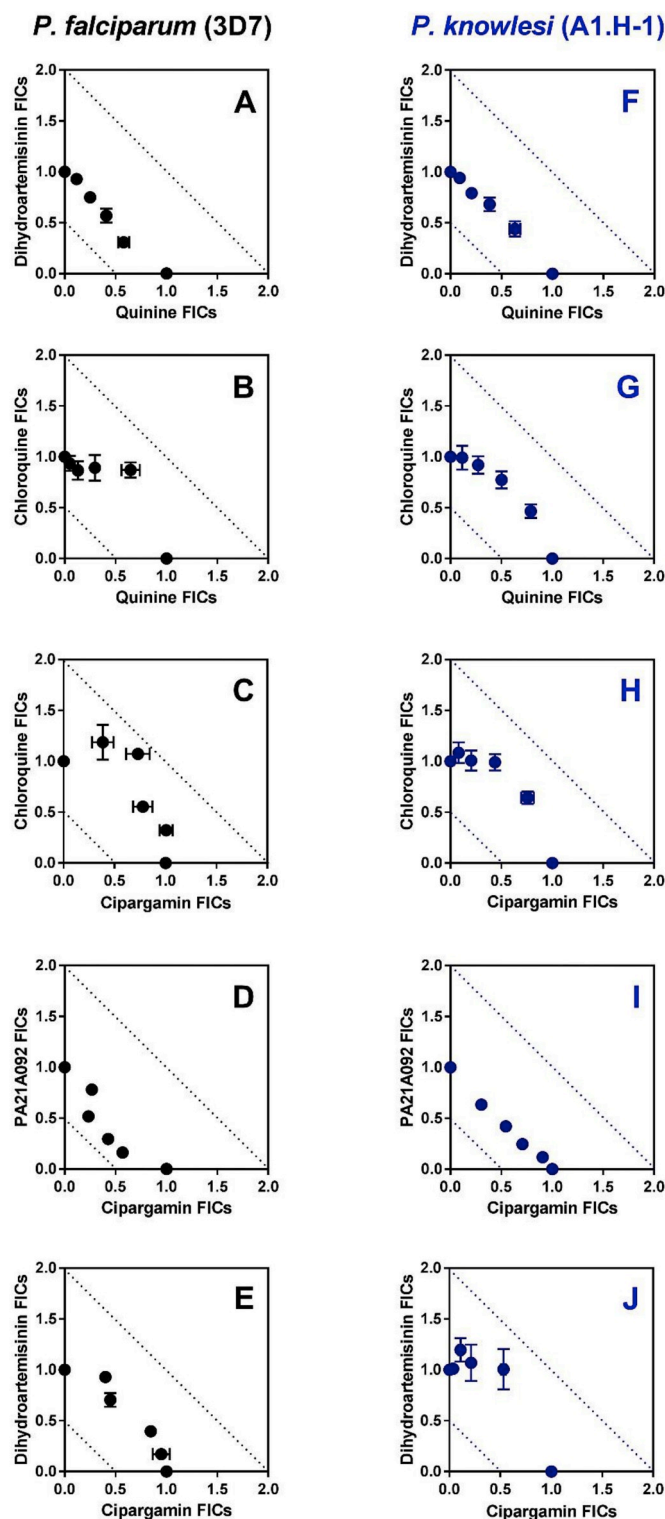 P. falciparum (3D7)
P. knowlesi (A1.H-1)
A
Dihydroartemisinin FICs
2.0
1.5
1.0
0.5
0.0
0.0 0.5 1.0 1.5 2.0
Quinine FICs
F
Dihydroartemisinin FICs
2.0
1.5
1.0
0.5
0.0
0.0 0.5 1.0 1.5 2.0
Quinine FICs
B
Chloroquine FICs
2.0
1.5
1.0
0.5
0.0
0.0 0.5 1.0 1.5 2.0
Quinine FICs
G
Chloroquine FICs
2.0
1.5
1.0
0.5
0.0
0.0 0.5 1.0 1.5 2.0
Quinine FICs
C
Chloroquine FICs
2.0
1.5
1.0
0.5
0.0
0.0 0.5 1.0 1.5 2.0
Cipargamin FICs
H
Chloroquine FICs
2.0
1.5
1.0
0.5
0.0
0.0 0.5 1.0 1.5 2.0
Cipargamin FICs
D
PA21A092 FICs
2.0
1.5
1.0
0.5
0.0
0.0 0.5 1.0 1.5 2.0
Cipargamin FICs
I
PA21A092 FICs
2.0
1.5
1.0
0.5
0.0
0.0 0.5 1.0 1.5 2.0
Cipargamin FICs
E
Dihydroartemisinin FICs
2.0
1.5
1.0
0.5
0.0
0.0 0.5 1.0 1.5 2.0
Cipargamin FICs
J
Dihydroartemisinin FICs
2.0
1.5
1.0
0.5
0.0
0.0 0.5 1.0 1.5 2.0
Cipargamin FICs